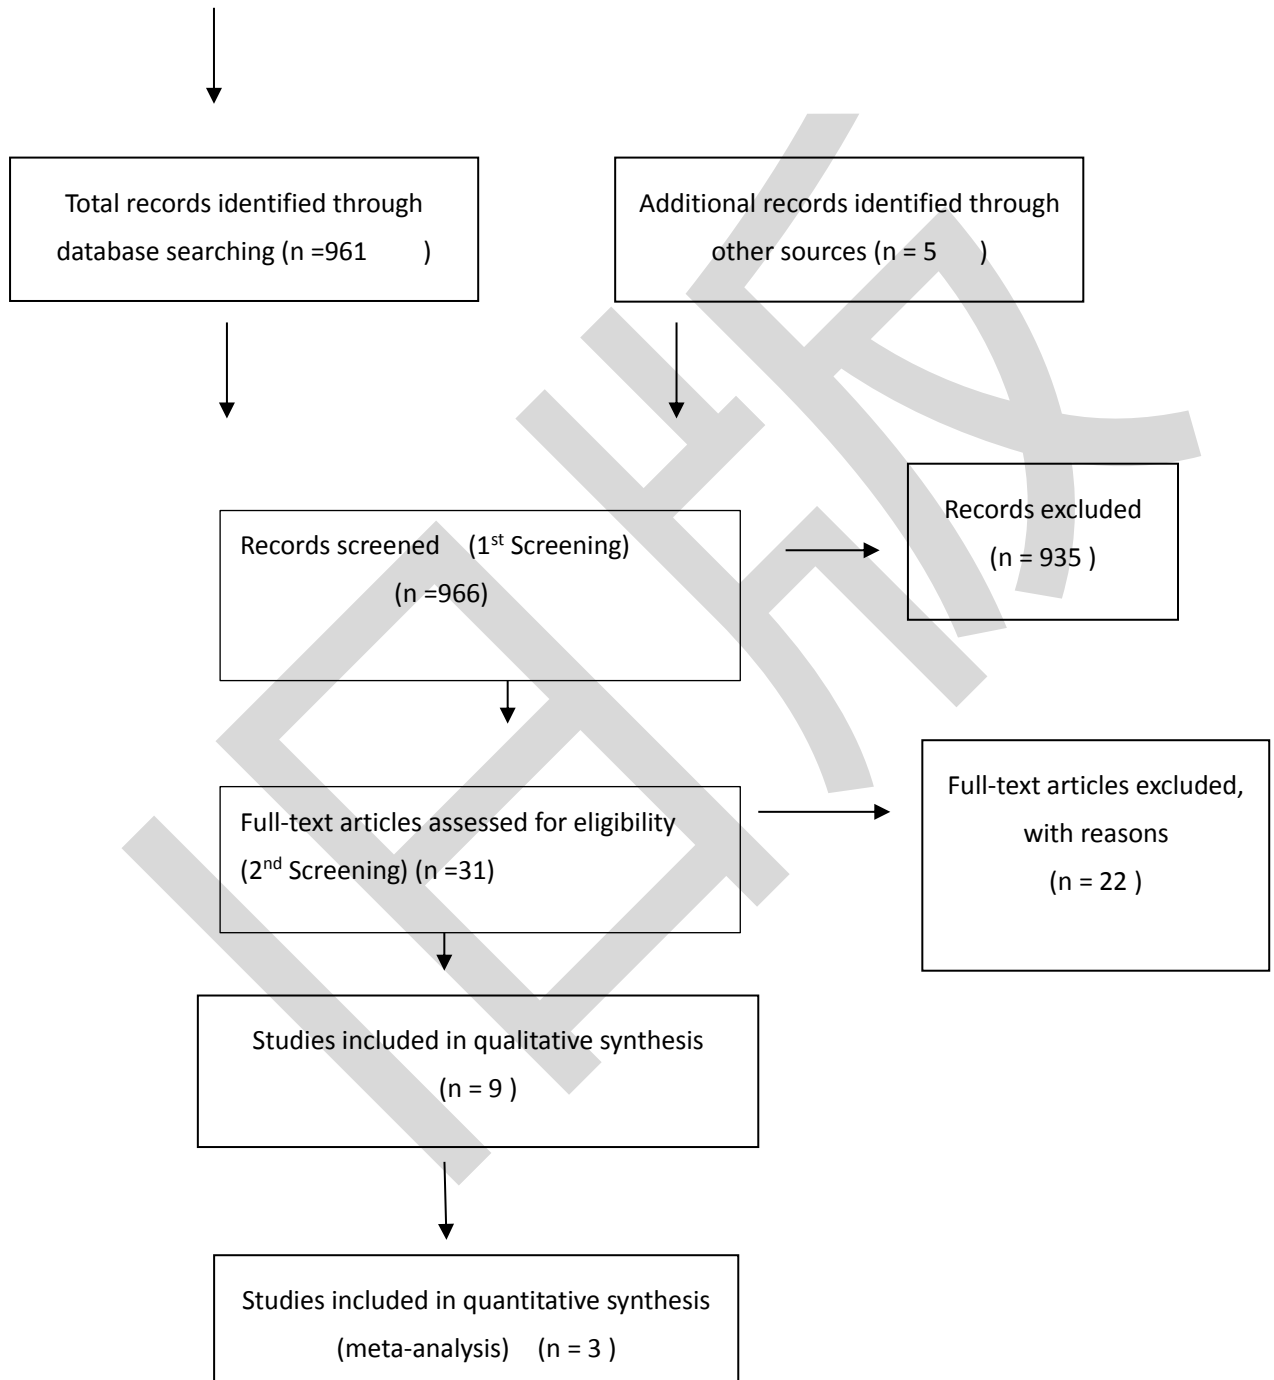 Total records identified through
database searching (n =961 )
Additional records identified through
other sources (n = 5 )
Records excluded
(n = 935 )
Records screened (1st Screening)
(n =966)
Full-text articles excluded,
with reasons
(n = 22 )
Full-text articles assessed for eligibility
(2nd Screening) (n =31)
Studies included in qualitative synthesis
(n = 9 )
Studies included in quantitative synthesis
(meta-analysis) (n = 3 )
旧版